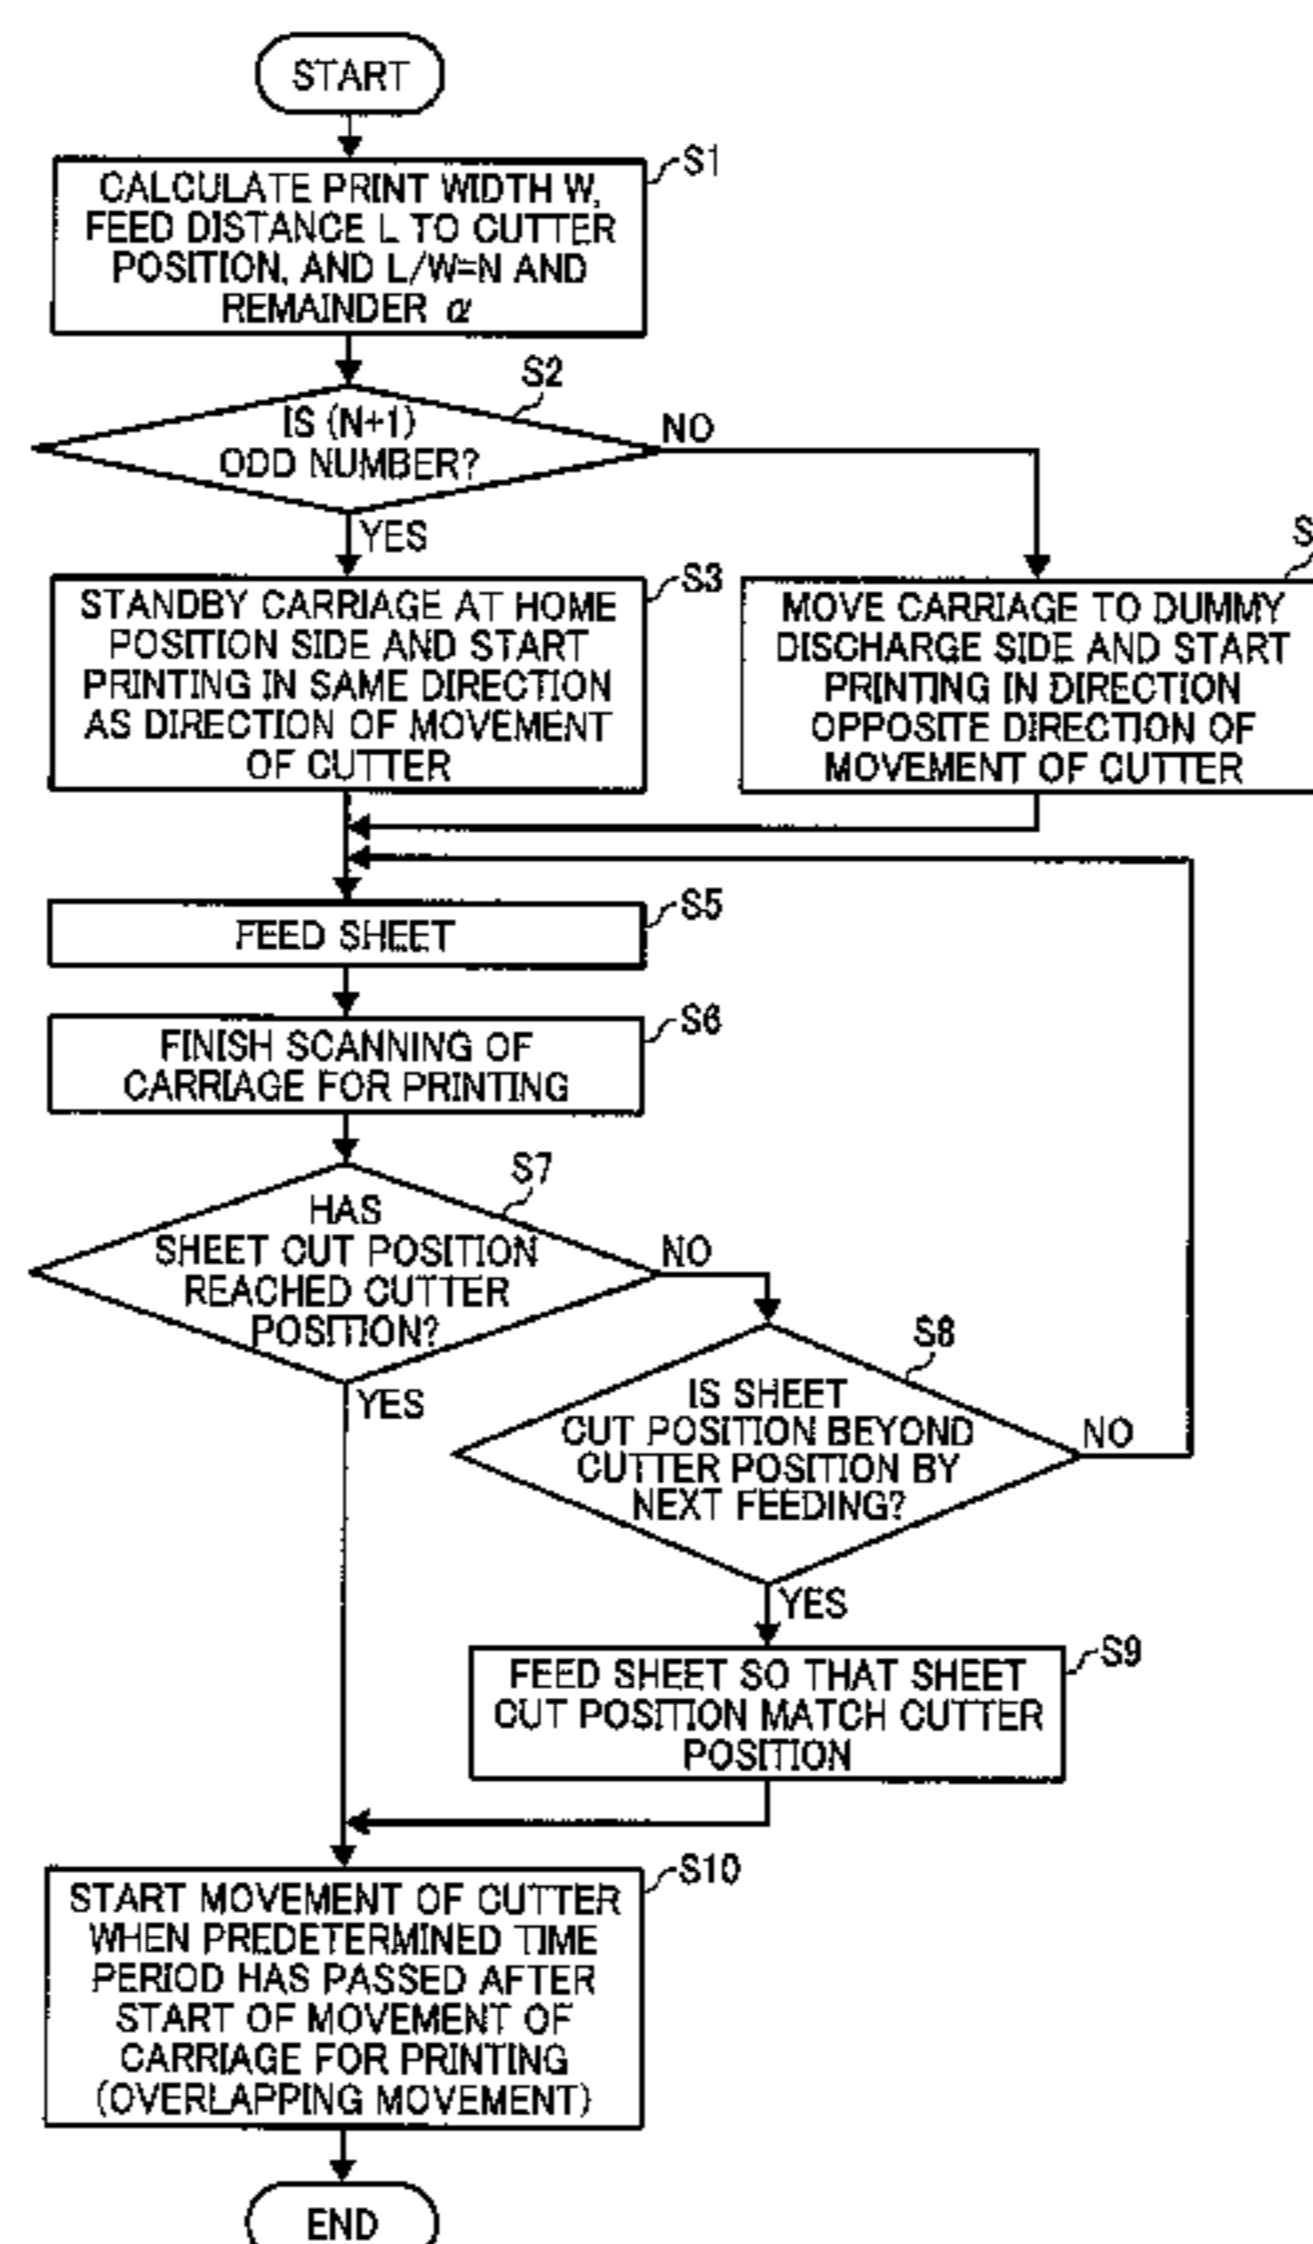 START
S1
CALCULATE PRINT WIDTH W,
FEED DISTANCE L TO CUTTER
POSITION, AND L/W=N AND
REMAINDER α
S2
IS (N+1)
ODD NUMBER?
NO
YES
S3
STANDBY CARRIAGE AT HOME
POSITION SIDE AND START
PRINTING IN SAME DIRECTION
AS DIRECTION OF MOVEMENT
OF CUTTER
S
MOVE CARRIAGE TO DUMMY
DISCHARGE SIDE AND START
PRINTING IN DIRECTION
OPPOSITE DIRECTION OF
MOVEMENT OF CUTTER
S5
FEED SHEET
S6
FINISH SCANNING OF
CARRIAGE FOR PRINTING
S7
HAS
SHEET CUT POSITION
REACHED CUTTER
POSITION?
NO
YES
S8
IS SHEET
CUT POSITION BEYOND
CUTTER POSITION BY
NEXT FEEDING?
NO
YES
S9
FEED SHEET SO THAT SHEET
CUT POSITION MATCH CUTTER
POSITION
S10
START MOVEMENT OF CUTTER
WHEN PREDETERMINED TIME
PERIOD HAS PASSED AFTER
START OF MOVEMENT OF
CARRIAGE FOR PRINTING
(OVERLAPPING MOVEMENT)
END